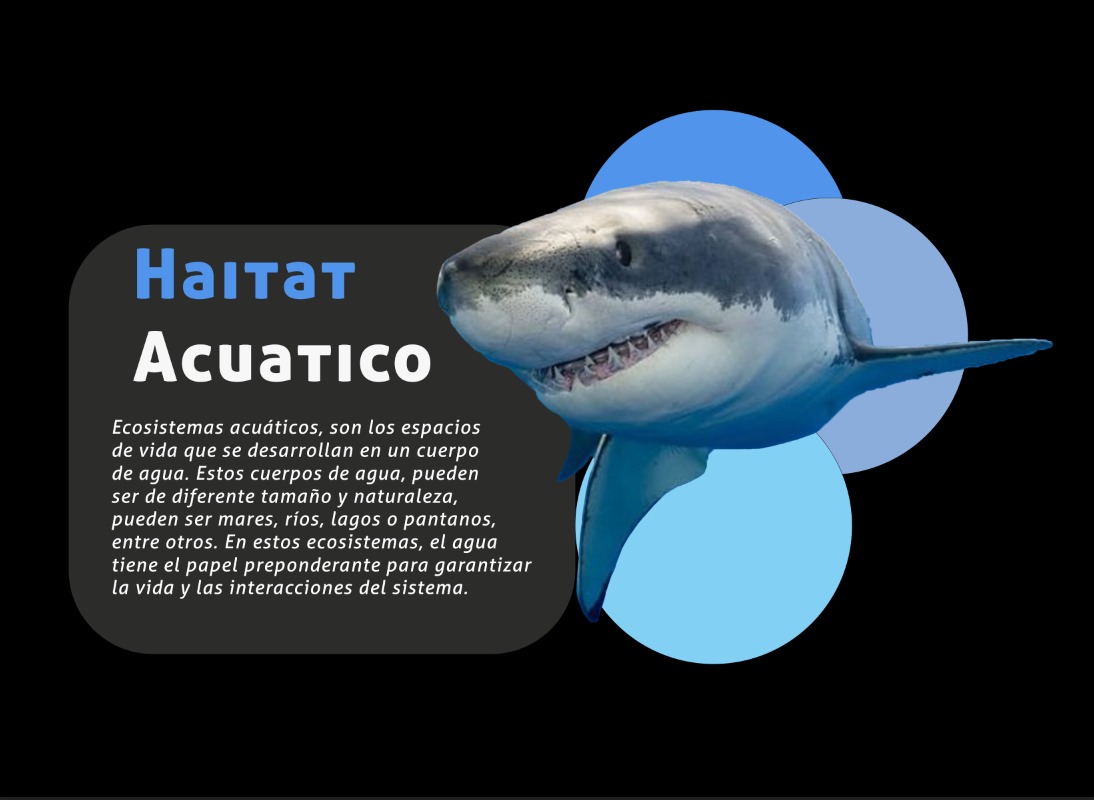 Haitat
Acuatico
Ecosistemas acuáticos, son los espacios
de vida que se desarrollan en un cuerpo
de agua. Estos cuerpos de agua, pueden
ser de diferente tamaño y naturaleza,
pueden ser mares, ríos, lagos o pantanos,
entre otros. En estos ecosistemas, el agua
tiene el papel preponderante para garantizar
la vida y las interacciones del sistema.